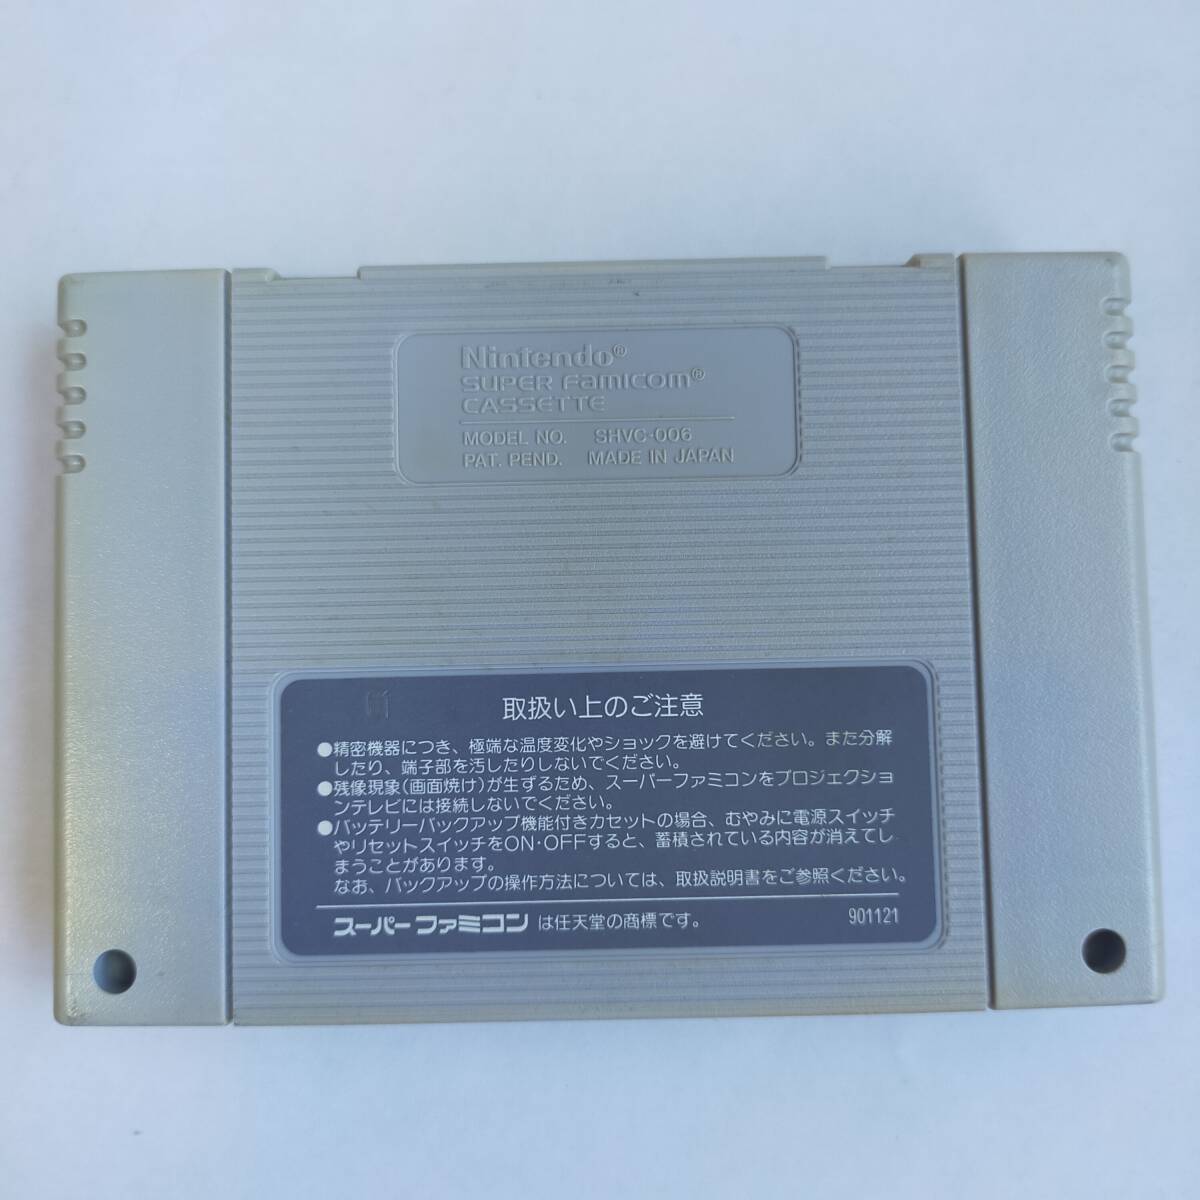 Nintendo®
SUPER Famicom®
CASSETTE
MODEL NO. SHVC-006
PAT. PEND. MADE IN JAPAN
取扱い上のご注意
●精密機器につき、極端な温度変化やショックを避けてください。また分解
したり、端子部を汚したりしないでください。
●残像現象(画面焼け)が生ずるため、スーパーファミコンをプロジェクショ
ンテレビには接続しないでください。
●バッテリーバックアップ機能付きカセットの場合、むやみに電源スイッチ
やリセットスイッチをON・OFFすると、蓄積されている内容が消えてし
まうことがあります。
なお、バックアップの操作方法については、取扱説明書をご参照ください。
スーパーファミコン は任天堂の商標です。 901121